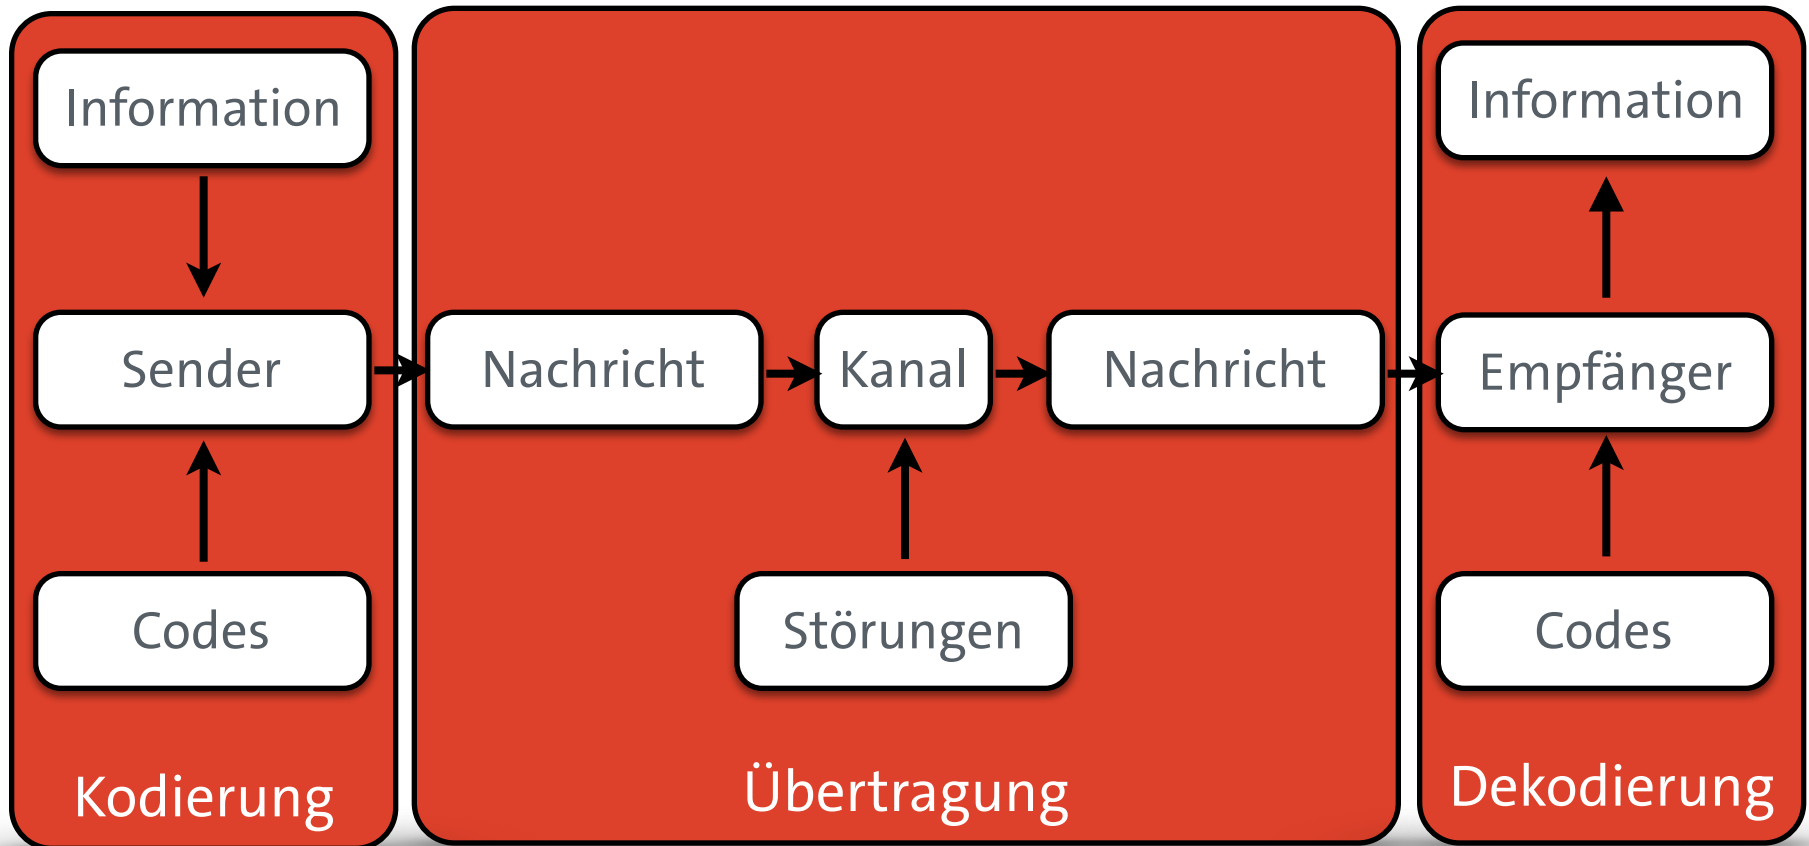 Information
Sender
Codes
Kodierung
Nachricht
Kanal
Nachricht
Störungen
Übertragung
Information
Empfänger
Codes
Dekodierung